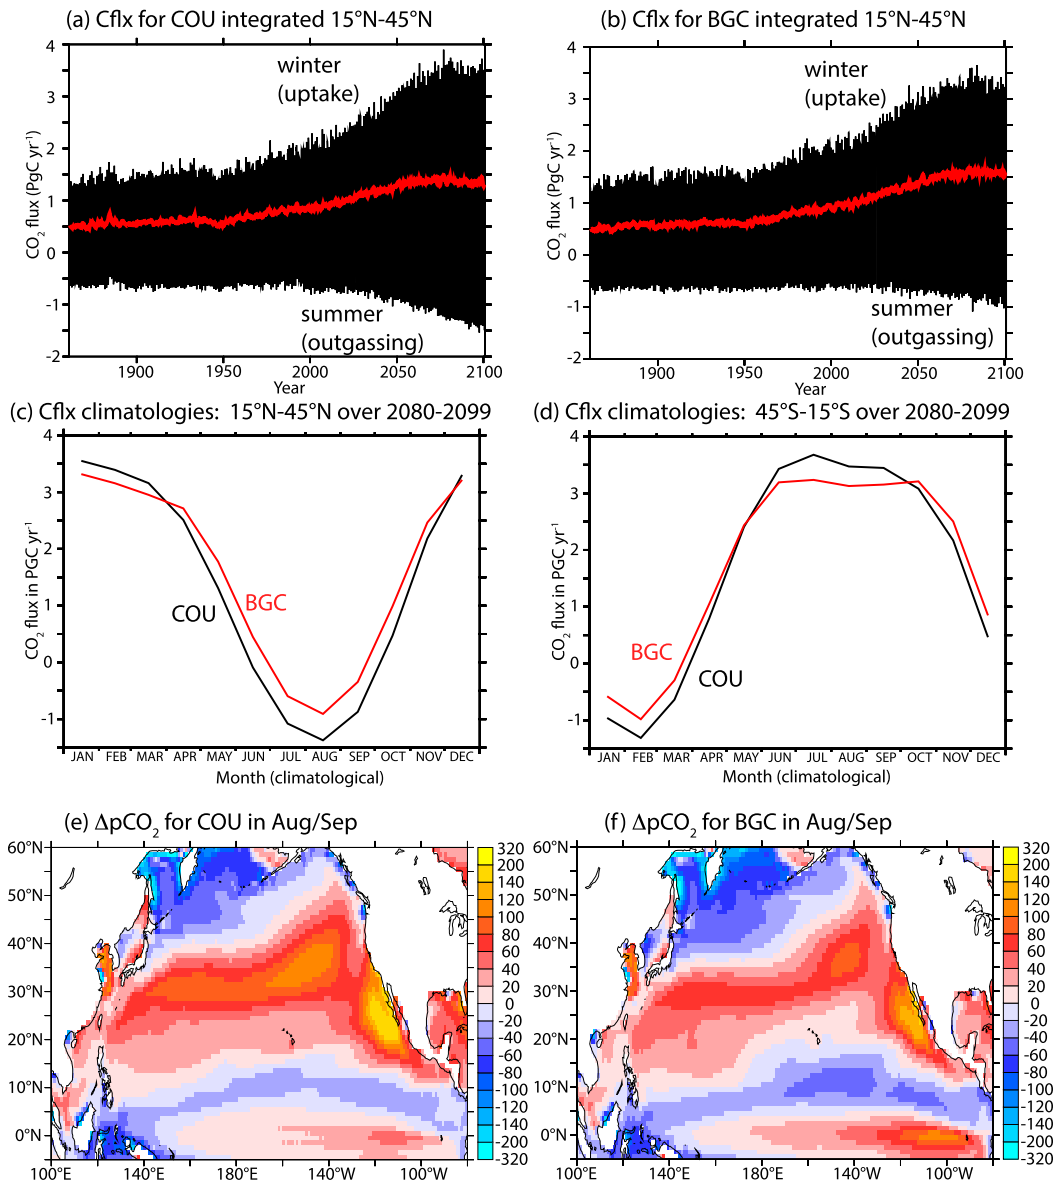 (a) Cflx for COU integrated 15°N-45°N
4
3
2
1
0
-1
-2
CO2 flux (PgC yr-1)
winter
(uptake)
summer
(outgassing)
1900
1950
2000
2050
2100
Year
(b) Cflx for BGC integrated 15°N-45°N
4
3
2
1
0
-1
-2
CO2 flux (PgC yr-1)
winter
(uptake)
summer
(outgassing)
1900
1950
2000
2050
2100
Year
(c) Cflx climatologies: 15°N-45°N over 2080-2099
4
3
2
1
0
-1
CO2 flux in PGC yr-1
COU
BGC
JAN FEB MAR APR MAY JUN JUL AUG SEP OCT NOV DEC
Month (climatological)
(d) Cflx climatologies: 45°S-15°S over 2080-2099
4
3
2
1
0
-1
CO2 flux in PGC yr-1
BGC
COU
JAN FEB MAR APR MAY JUN JUL AUG SEP OCT NOV DEC
Month (climatological)
(e) ΔpCO2 for COU in Aug/Sep
60°N
50°N
40°N
30°N
20°N
10°N
0°N
100°E
140°E
180°E
140°W
100°W
320
200
140
120
100
80
60
40
20
0
-20
-40
-60
-80
-100
-120
-140
-200
-320
(f) ΔpCO2 for BGC in Aug/Sep
60°N
50°N
40°N
30°N
20°N
10°N
0°N
100°E
140°E
180°E
140°W
100°W
320
200
140
120
100
80
60
40
20
0
-20
-40
-60
-80
-100
-120
-140
-200
-320